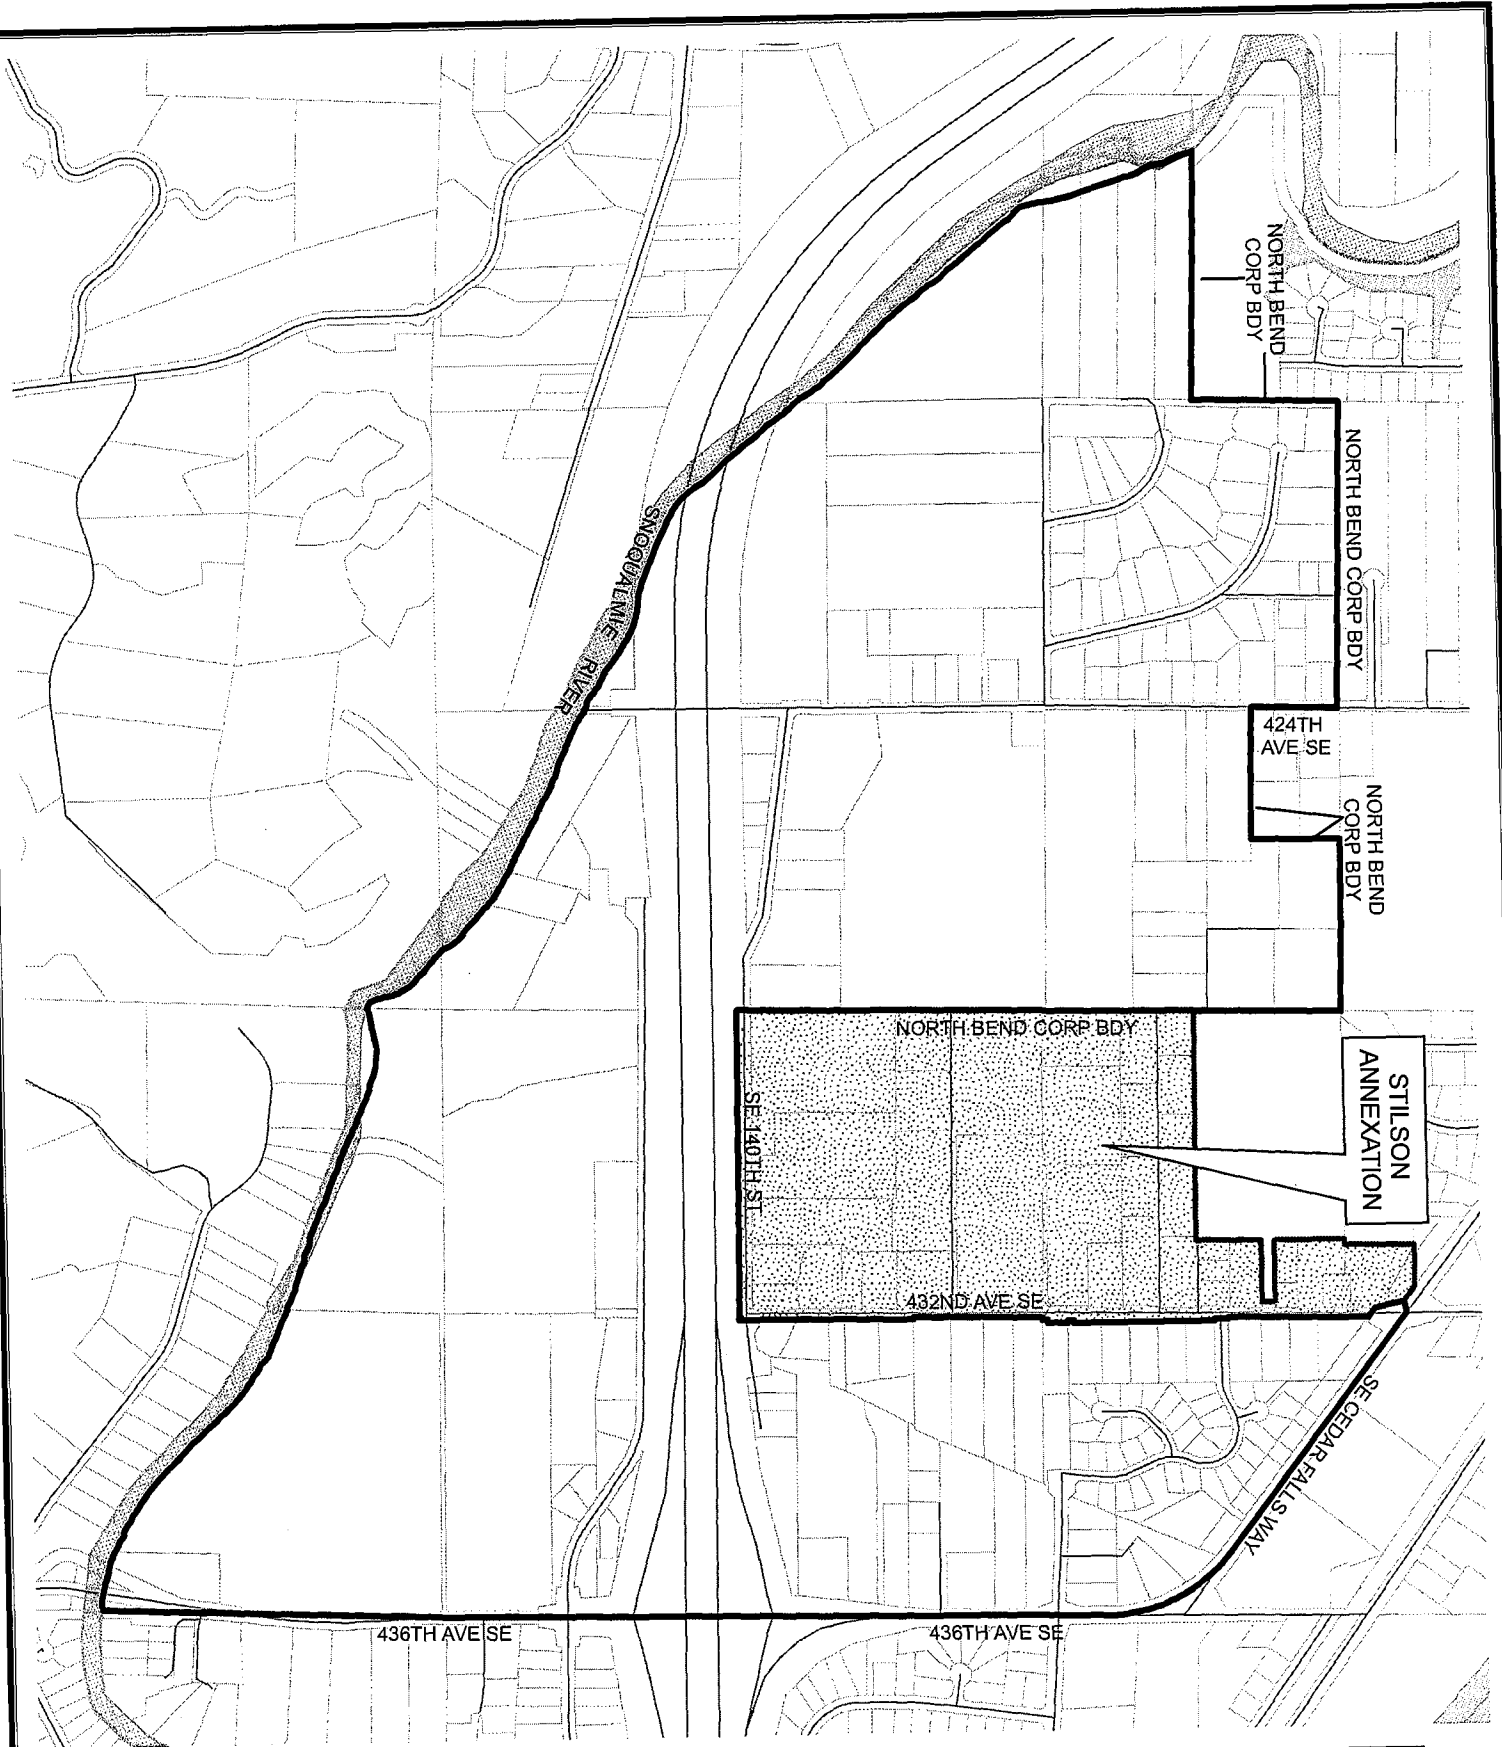 NORTH BEND
CORP BDY
NORTH BEND CORP BDY
424TH
AVE SE
NORTH BEND
CORP BDY
SNOQUALMIE RIVER
STILSON
ANNEXATION
NORTH BEND CORP BDY
SE 140TH ST
432ND AVE SE
SE CEDAR FALLS WAY
436TH AVE SE
436TH AVE SE